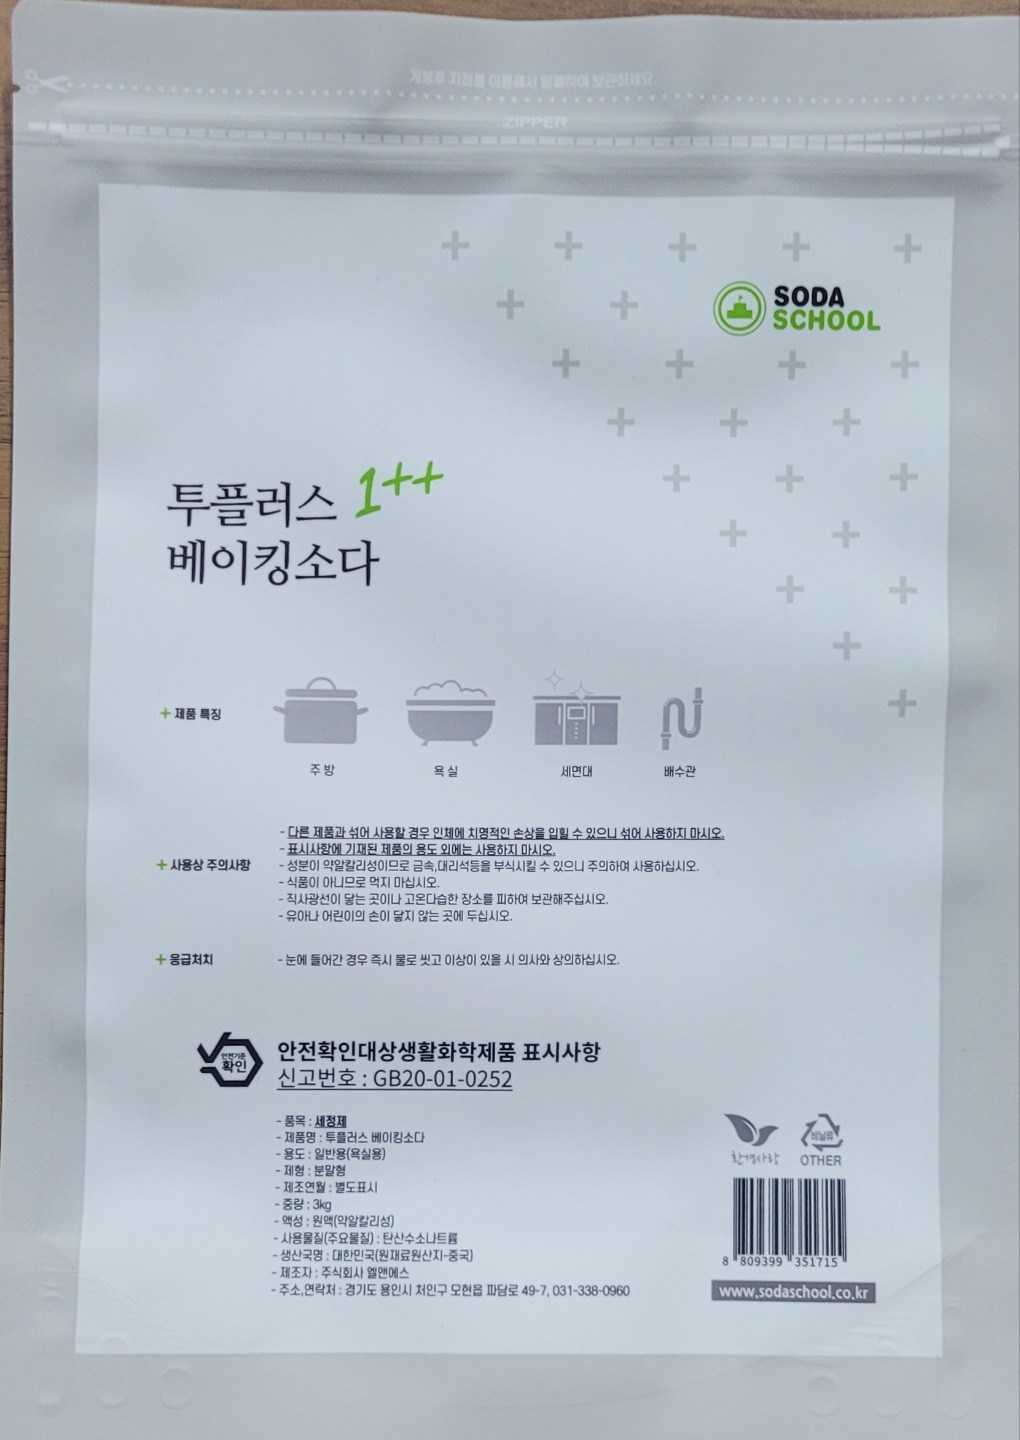 개봉후 지퍼를 이용해서 밀봉하여 보관하세요.
ZIPPER
SODA
SCHOOL
투플러스 1++
베이킹소다
+ 제품 특징
주방
욕실
세면대
배수관
+ 사용상 주의사항
- 다른 제품과 섞어 사용할 경우 인체에 치명적인 손상을 입힐 수 있으니 섞어 사용하지 마시오.
- 표시사항에 기재된 제품의 용도 외에는 사용하지 마시오.
- 성분이 약알칼리성이므로 금속,대리석등을 부식시킬 수 있으니 주의하여 사용하십시오.
- 식품이 아니므로 먹지 마십시오.
- 직사광선이 닿는 곳이나 고온다습한 장소를 피하여 보관해주십시오.
- 유아나 어린이의 손이 닿지 않는 곳에 두십시오.
+ 응급처치
- 눈에 들어간 경우 즉시 물로 씻고 이상이 있을 시 의사와 상의하십시오.
안전기준
확인
안전확인대상생활화학제품 표시사항
신고번호 : GB20-01-0252
- 품목 : 세정제
- 제품명 : 투플러스 베이킹소다
- 용도 : 일반용(욕실용)
- 제형 : 분말형
- 제조연월 : 별도표시
- 중량 : 3kg
- 액성 : 원액(약알칼리성)
- 사용물질(주요물질) : 탄산수소나트륨
- 생산국명 : 대한민국(원재료원산지-중국)
- 제조자 : 주식회사 엘앤에스
- 주소,연락처 : 경기도 용인시 처인구 모현읍 파담로 49-7, 031-338-0960
환경사랑
비닐류
OTHER
8 809399 351715
www.sodaschool.co.kr